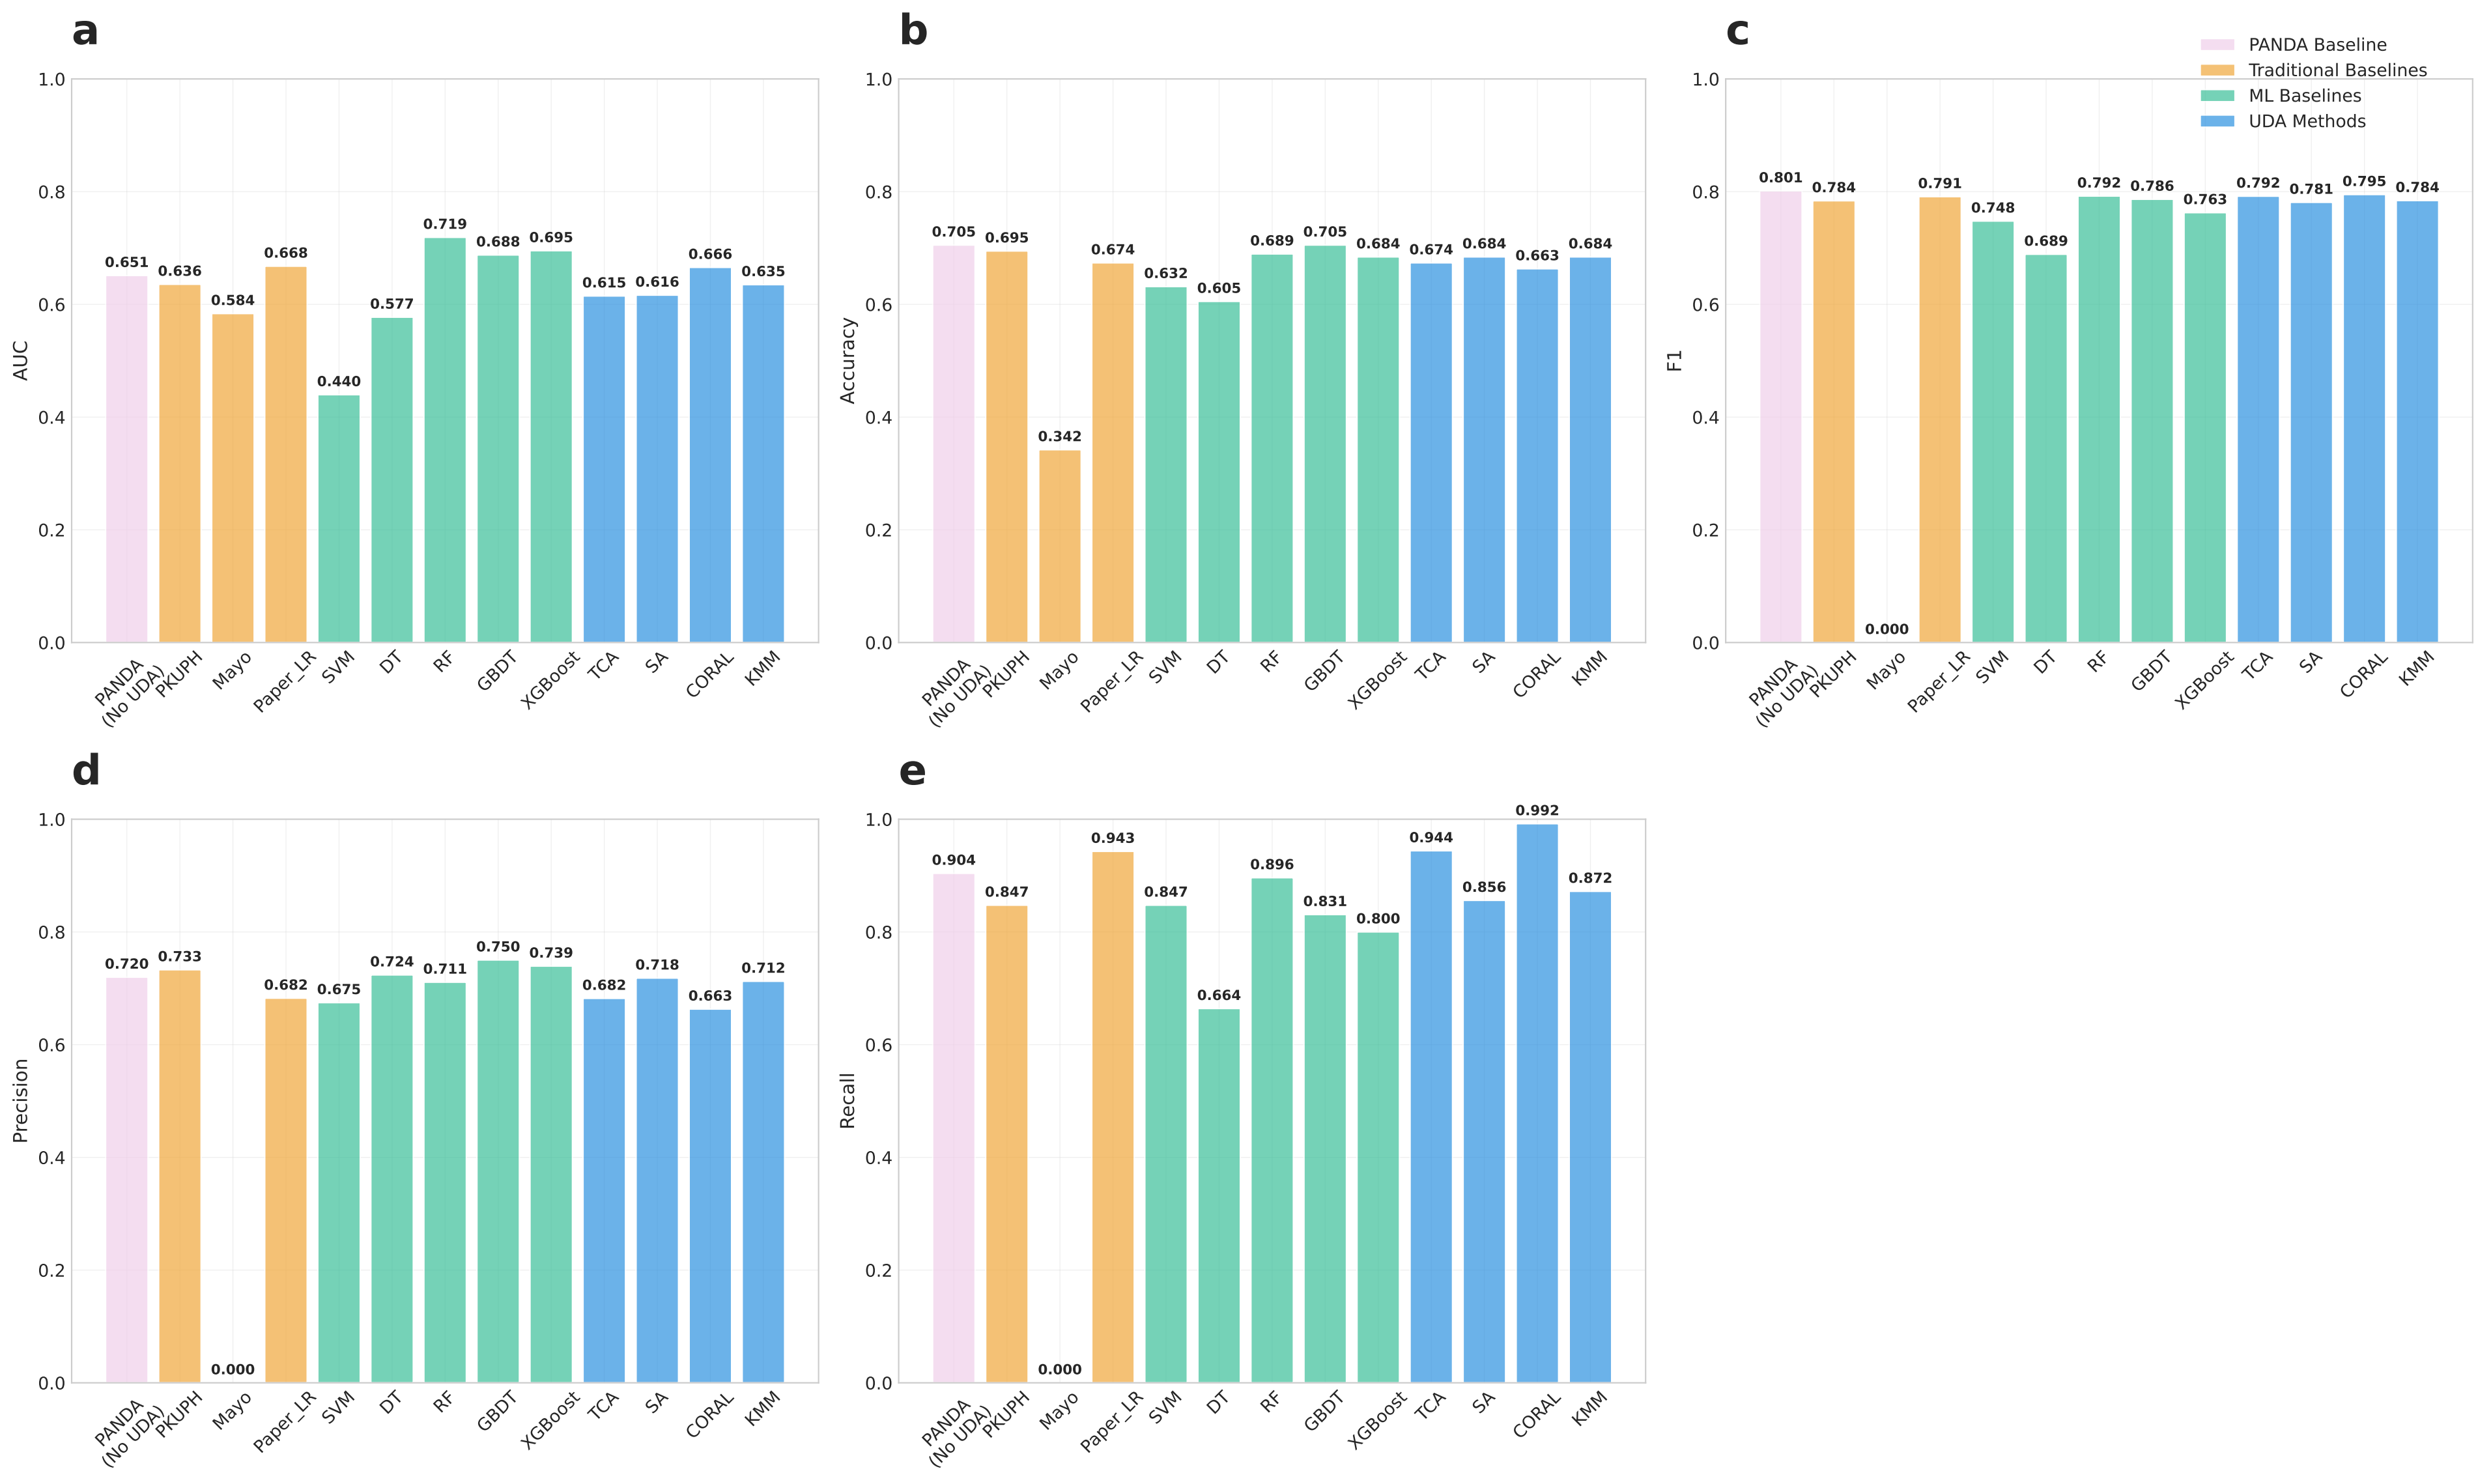 a
b
c
PANDA Baseline
Traditional Baselines
ML Baselines
UDA Methods
AUC
1.0
0.8
0.6
0.4
0.2
0.0
0.651
0.636
0.584
0.668
0.440
0.577
0.719
0.688
0.695
0.615
0.616
0.666
0.635
PANDA
(No UDA)
PKUPH
Mayo
Paper_LR
SVM
DT
RF
GBDT
XGBoost
TCA
SA
CORAL
KMM
Accuracy
1.0
0.8
0.6
0.4
0.2
0.0
0.705
0.695
0.342
0.674
0.632
0.605
0.689
0.705
0.684
0.674
0.684
0.663
0.684
PANDA
(No UDA)
PKUPH
Mayo
Paper_LR
SVM
DT
RF
GBDT
XGBoost
TCA
SA
CORAL
KMM
F1
1.0
0.8
0.6
0.4
0.2
0.0
0.801
0.784
0.000
0.791
0.748
0.689
0.792
0.786
0.763
0.792
0.781
0.795
0.784
PANDA
(No UDA)
PKUPH
Mayo
Paper_LR
SVM
DT
RF
GBDT
XGBoost
TCA
SA
CORAL
KMM
d
e
Precision
1.0
0.8
0.6
0.4
0.2
0.0
0.720
0.733
0.000
0.682
0.675
0.724
0.711
0.750
0.739
0.682
0.718
0.663
0.712
PANDA
(No UDA)
PKUPH
Mayo
Paper_LR
SVM
DT
RF
GBDT
XGBoost
TCA
SA
CORAL
KMM
Recall
1.0
0.8
0.6
0.4
0.2
0.0
0.904
0.847
0.000
0.943
0.847
0.664
0.896
0.831
0.800
0.944
0.856
0.992
0.872
PANDA
(No UDA)
PKUPH
Mayo
Paper_LR
SVM
DT
RF
GBDT
XGBoost
TCA
SA
CORAL
KMM